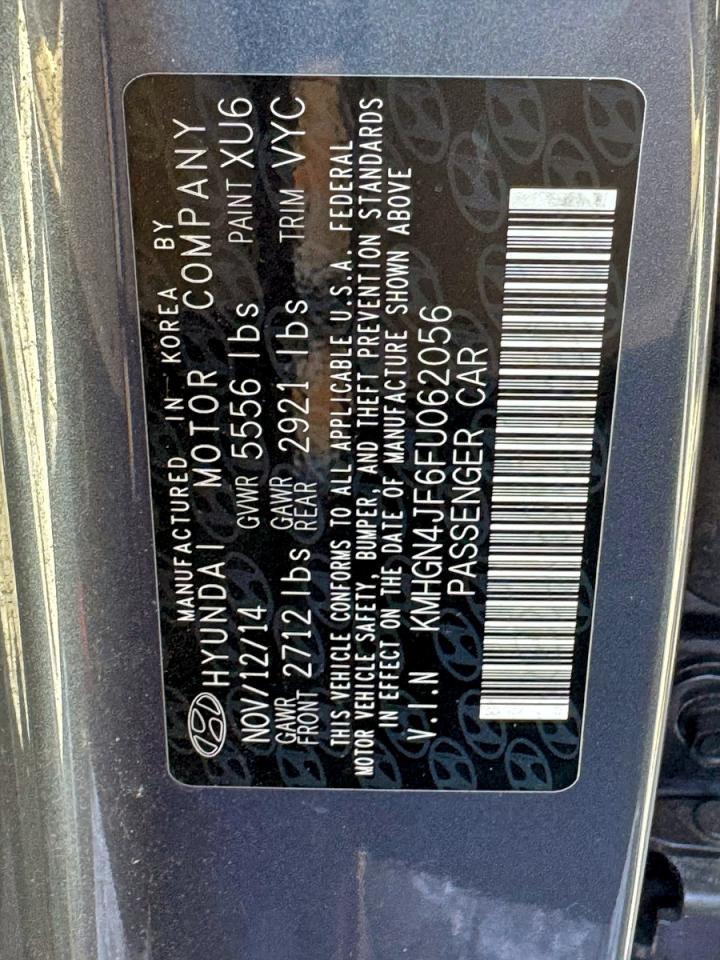 MANUFACTURED IN KOREA BY
HYUNDAI MOTOR COMPANY
NOV/12/14 GVWR 5556 lbs PAINT XU6
GAWR FRONT 2712 lbs GAWR REAR 2921 lbs TRIM VYC
THIS VEHICLE CONFORMS TO ALL APPLICABLE U.S.A. FEDERAL
MOTOR VEHICLE SAFETY, BUMPER, AND THEFT PREVENTION STANDARDS
IN EFFECT ON THE DATE OF MANUFACTURE SHOWN ABOVE
V.I.N KMHGN4JF6FU062056
PASSENGER CAR